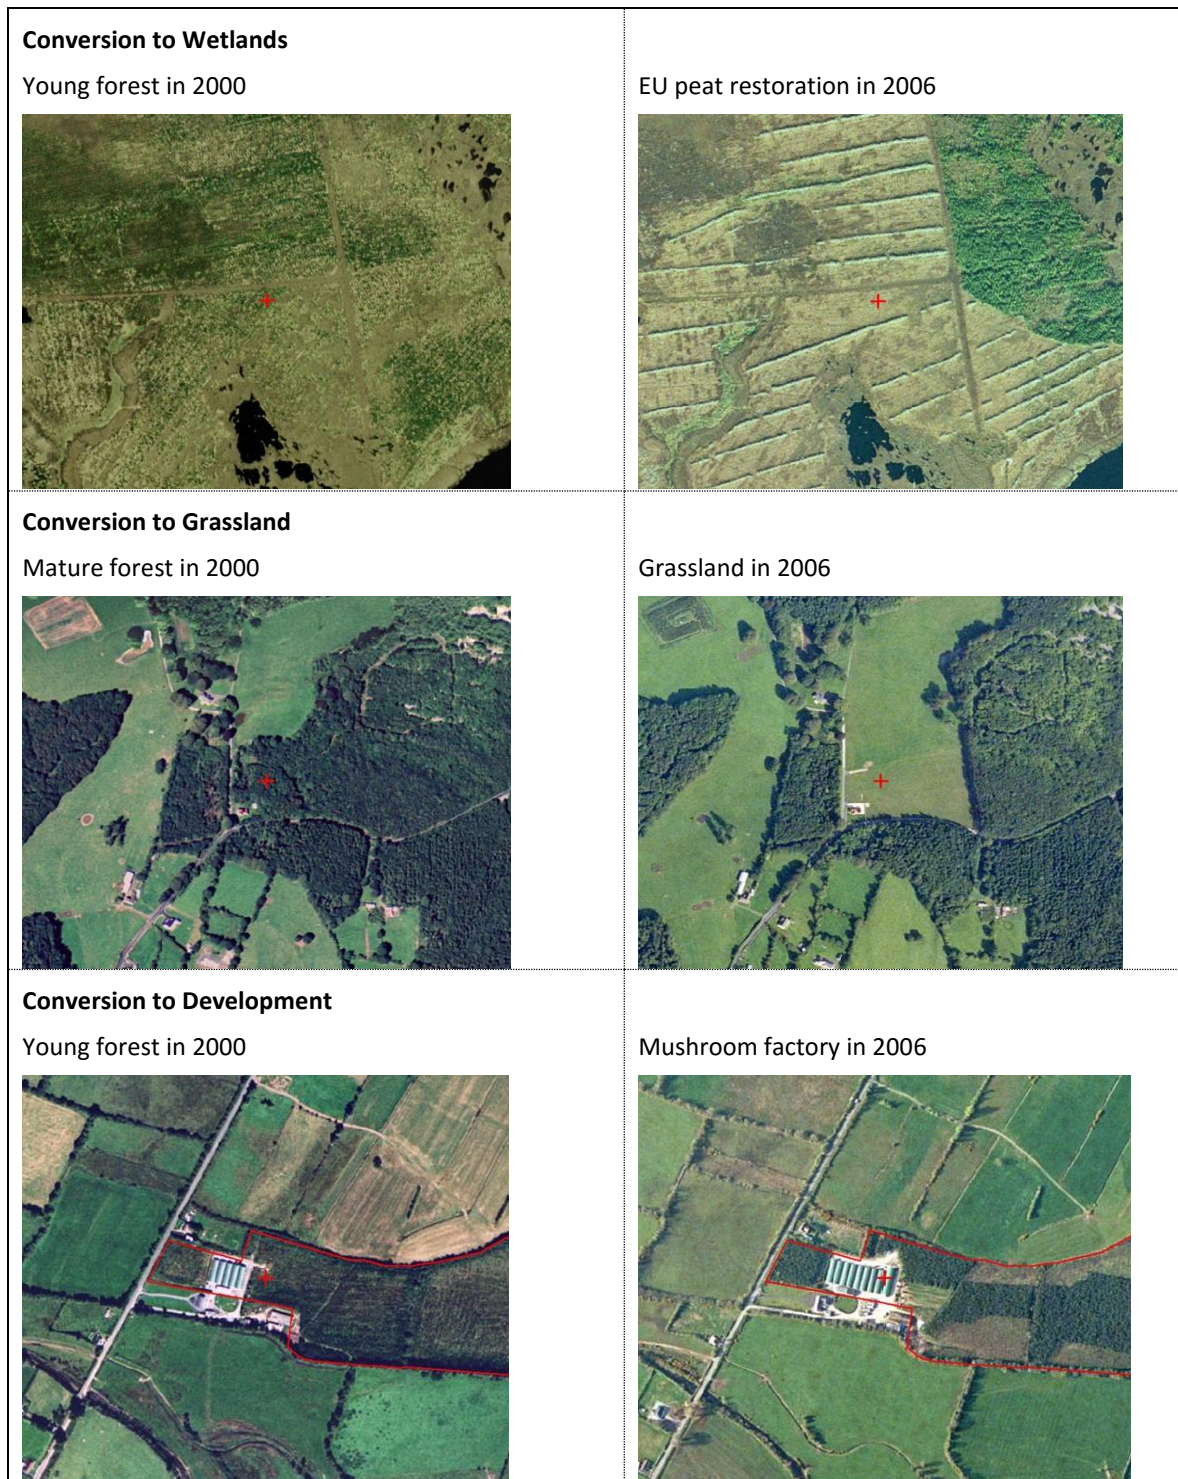 Conversion to Wetlands
Young forest in 2000
EU peat restoration in 2006
Conversion to Grassland
Mature forest in 2000
Grassland in 2006
Conversion to Development
Young forest in 2000
Mushroom factory in 2006